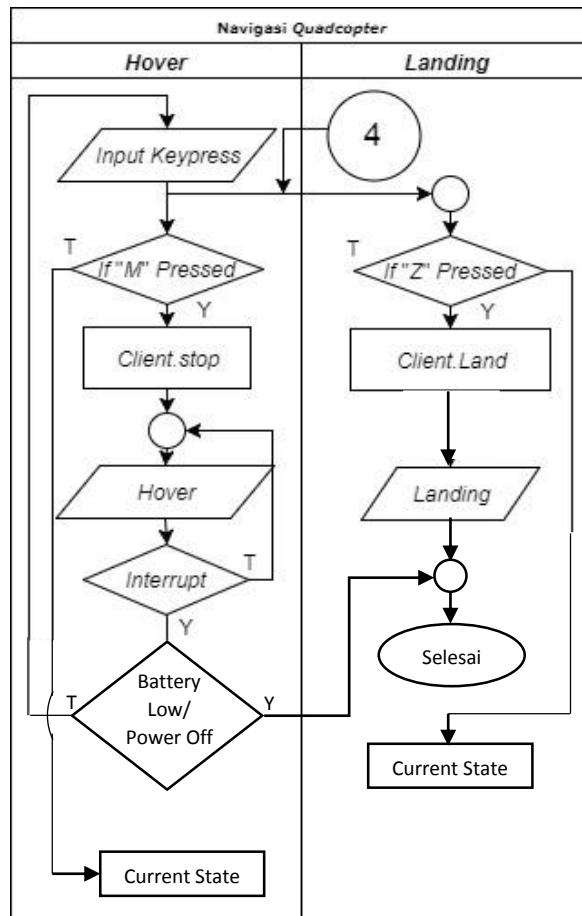 Navigasi Quadcopter
Hover
Landing
Input Keypress
4
T
If "M" Pressed
Y
T
If "Z" Pressed
Y
Client.stop
Client.Land
Hover
Landing
Interrupt
T
Y
Selesai
T
Battery
Low/
Power Off
Y
Current State
Current State